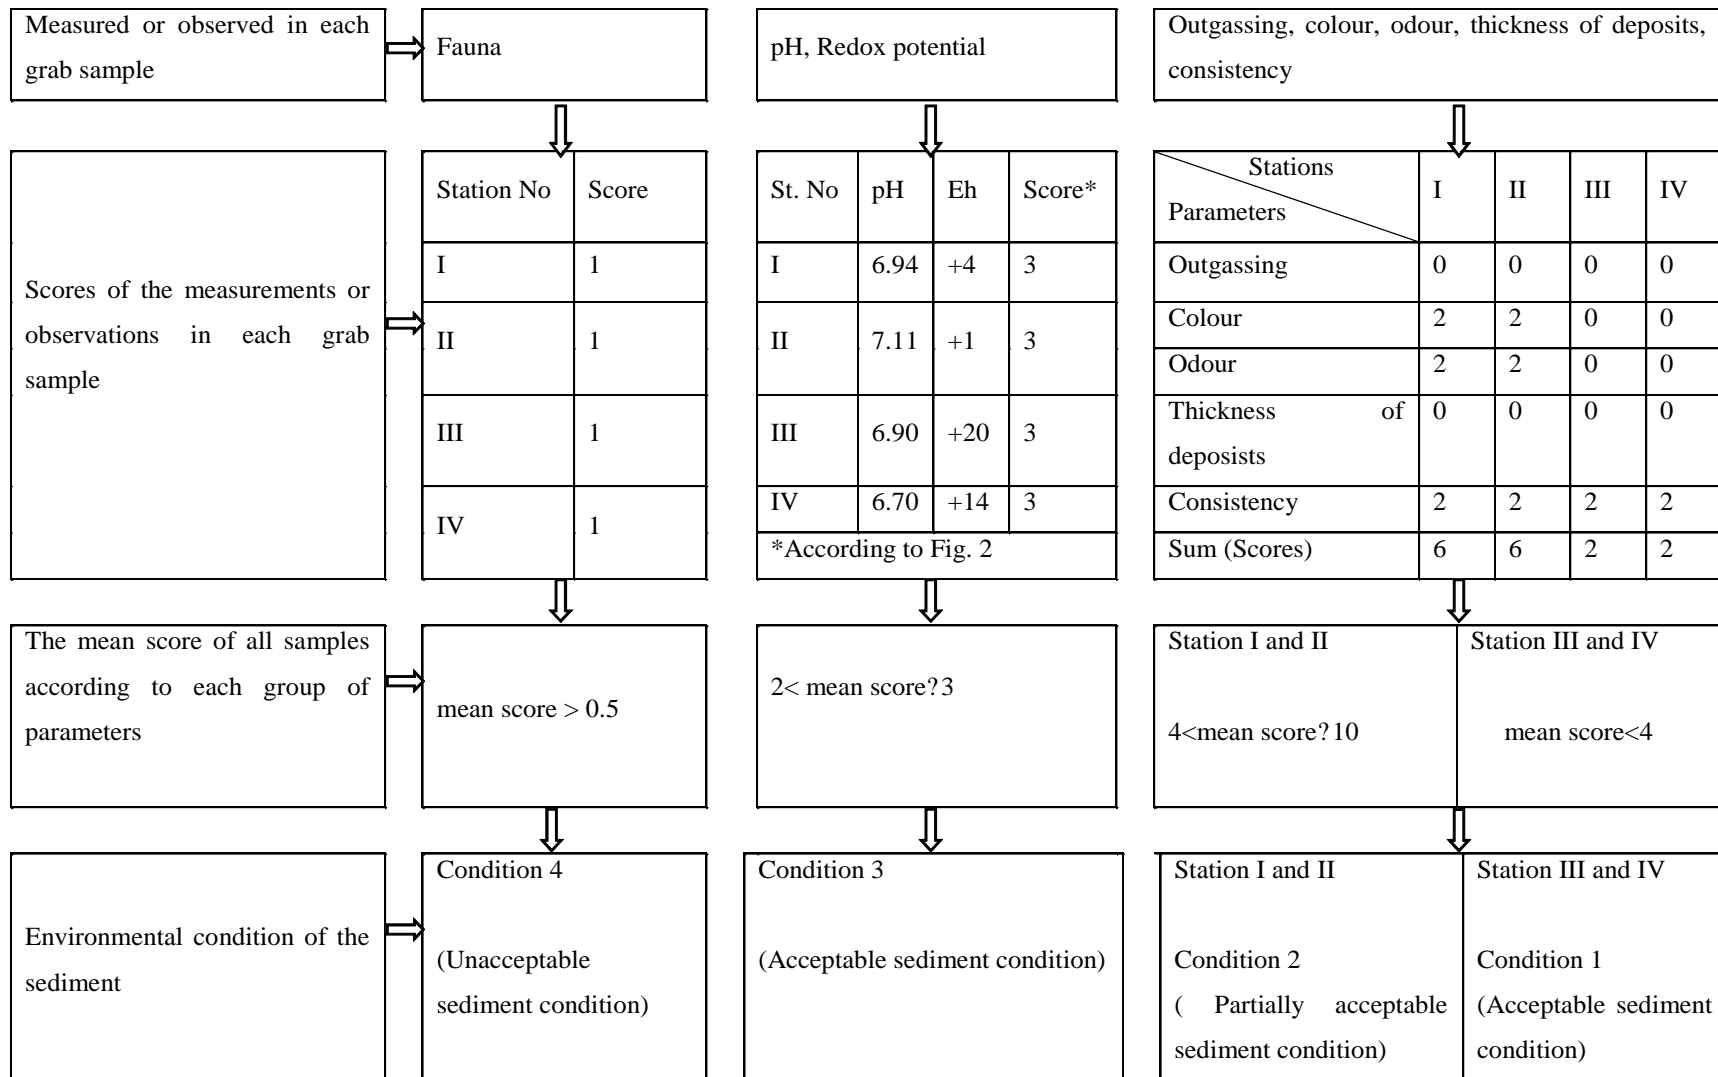 Measured or observed in each
grab sample
Fauna
pH, Redox potential
Outgassing, colour, odour, thickness of deposits,
consistency
Scores of the measurements or
observations in each grab
sample
Station No Score
I 1
II 1
III 1
IV 1
St. No pH Eh Score*
I 6.94 +4 3
II 7.11 +1 3
III 6.90 +20 3
IV 6.70 +14 3
*According to Fig. 2
Stations
Parameters
I II III IV
Outgassing 0 0 0 0
Colour 2 2 0 0
Odour 2 2 0 0
Thickness of
deposists
0 0 0 0
Consistency 2 2 2 2
Sum (Scores) 6 6 2 2
The mean score of all samples
according to each group of
parameters
mean score > 0.5
2< mean score?3
Station I and II
4<mean score?10
Station III and IV
mean score<4
Environmental condition of the
sediment
Condition 4
(Unacceptable
sediment condition)
Condition 3
(Acceptable sediment condition)
Station I and II
Condition 2
( Partially acceptable
sediment condition)
Station III and IV
Condition 1
(Acceptable sediment
condition)